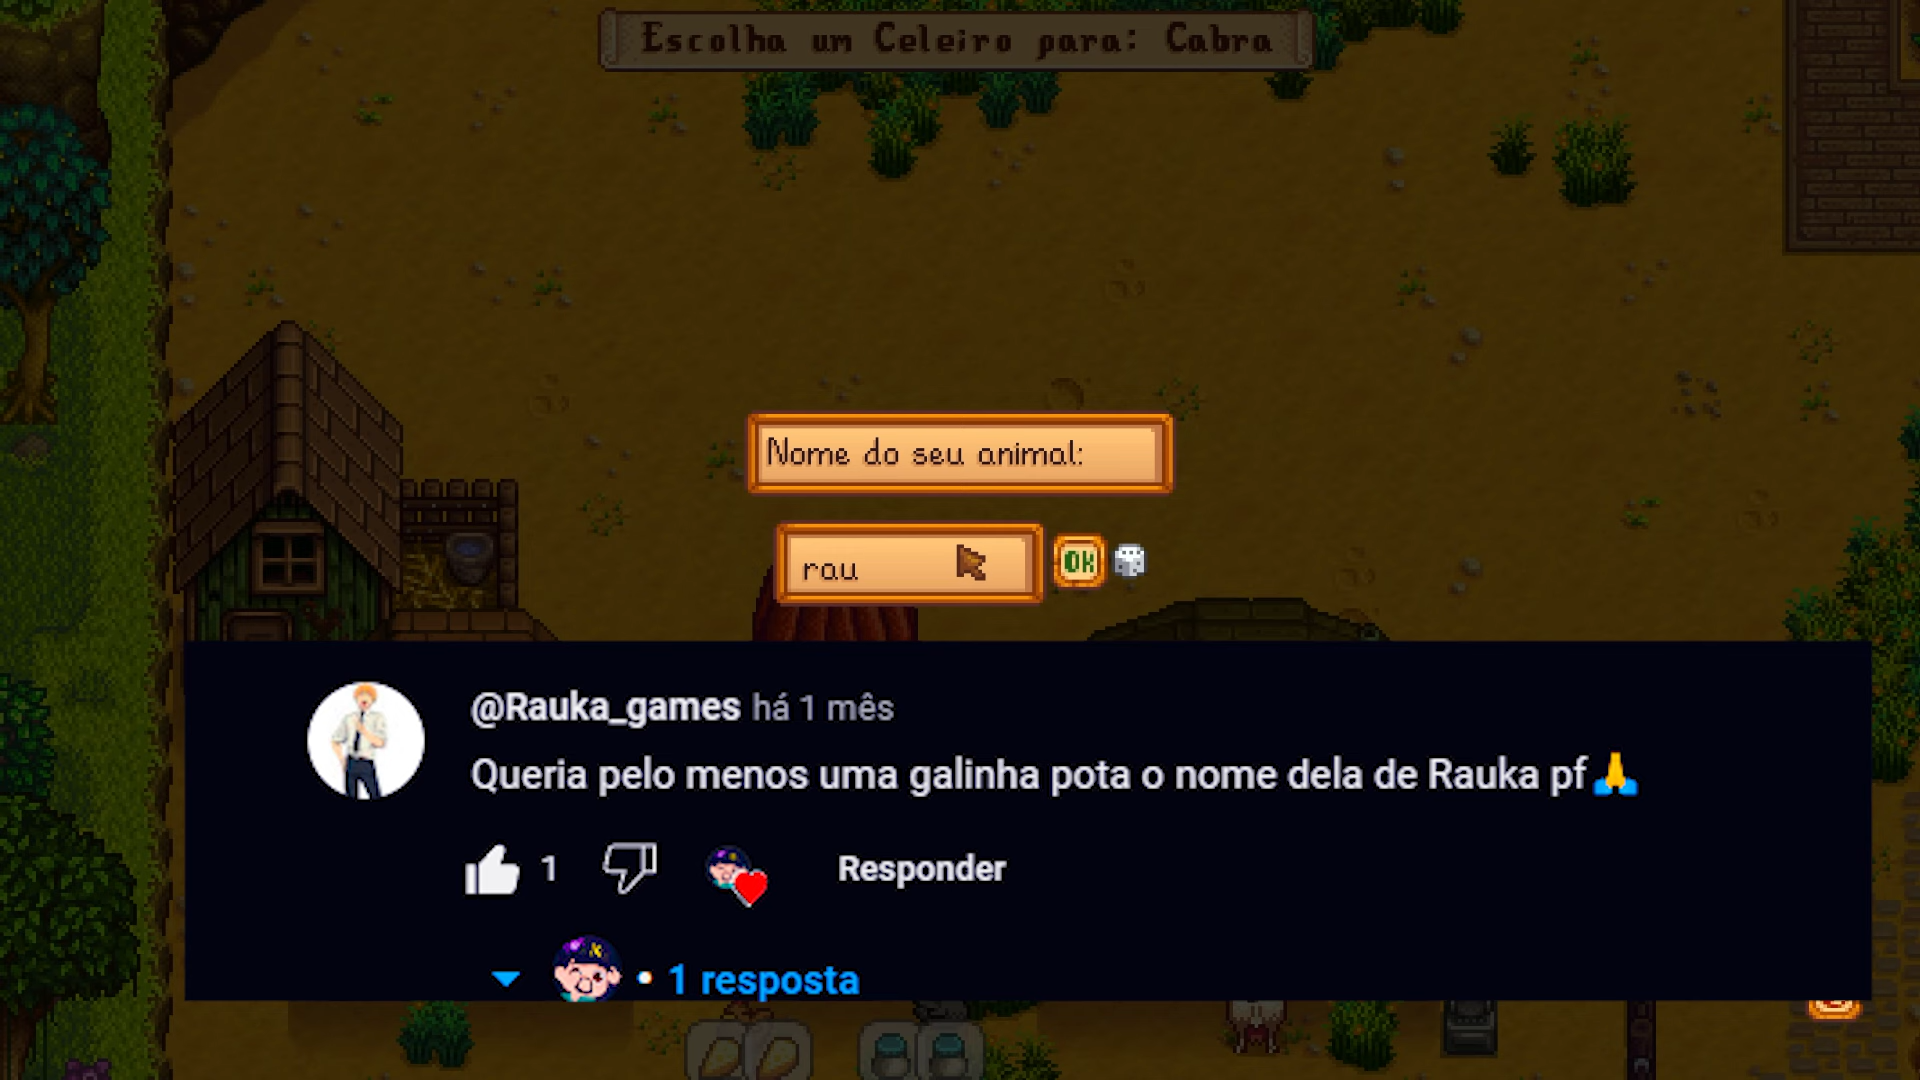 Escolha um Celeiro para: Cabra
Nome do seu animal:
rau
OK
@Rauka_games há 1 mês
Queria pelo menos uma galinha pota o nome dela de Rauka pf🙏
1
Responder
1 resposta